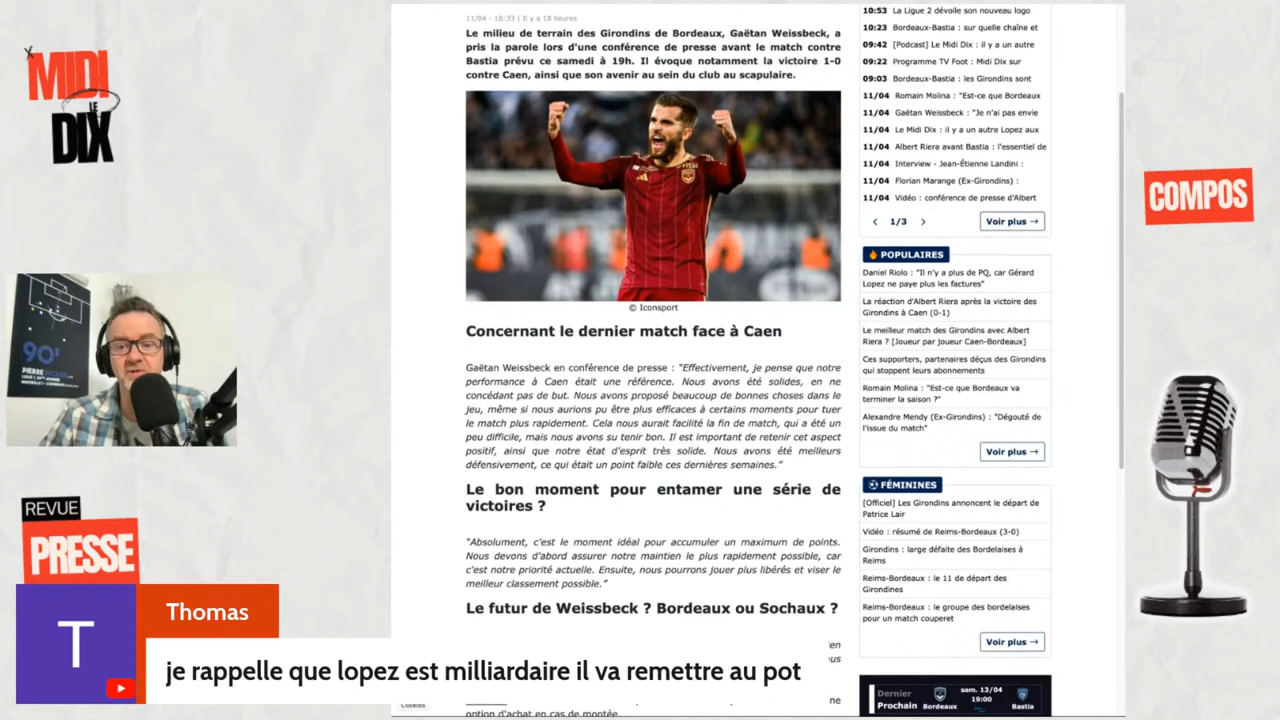 MIDI
LE
DIX
90'
REVUE
PRESSE
T
Thomas
je rappelle que lopez est milliardaire il va remettre au pot
11/04 - 18:33 | Il y a 18 heures
Le milieu de terrain des Girondins de Bordeaux, Gaëtan Weissbeck, a
pris la parole lors d'une conférence de presse avant le match contre
Bastia prévu ce samedi à 19h. Il évoque notamment la victoire 1-0
contre Caen, ainsi que son avenir au sein du club au scapulaire.
© Iconsport
Concernant le dernier match face à Caen
Gaëtan Weissbeck en conférence de presse : "Effectivement, je pense que notre
performance à Caen était une référence. Nous avons été solides, en ne
concédant pas de but. Nous avons proposé beaucoup de bonnes choses dans le
jeu, même si nous aurions pu être plus efficaces à certains moments pour tuer
le match plus rapidement. Cela nous aurait facilité la fin de match, qui a été un
peu difficile, mais nous avons su tenir bon. Il est important de retenir cet aspect
positif, ainsi que notre état d'esprit très solide. Nous avons été meilleurs
défensivement, ce qui était un point faible ces dernières semaines."
Le bon moment pour entamer une série de
victoires ?
"Absolument, c'est le moment idéal pour accumuler un maximum de points.
Nous devons d'abord assurer notre maintien le plus rapidement possible, car
c'est notre priorité actuelle. Ensuite, nous pourrons jouer plus libérés et viser le
meilleur classement possible."
Le futur de Weissbeck ? Bordeaux ou Sochaux ?
en
ous
ne
Cookies
option d'achat en cas de montée.
10:53 La Ligue 2 dévoile son nouveau logo
10:23 Bordeaux-Bastia : sur quelle chaîne et
09:42 [Podcast] Le Midi Dix : il y a un autre
09:22 Programme TV Foot : Midi Dix sur
09:03 Bordeaux-Bastia : les Girondins sont
11/04 Romain Molina : "Est-ce que Bordeaux
11/04 Gaëtan Weissbeck : "Je n'ai pas envie
11/04 Le Midi Dix : il y a un autre Lopez aux
11/04 Albert Riera avant Bastia : l'essentiel de
11/04 Interview - Jean-Étienne Landini :
11/04 Florian Marange (Ex-Girondins) :
11/04 Vidéo : conférence de presse d'Albert
1/3
Voir plus →
POPULAIRES
Daniel Riolo : "Il n'y a plus de PQ, car Gérard
Lopez ne paye plus les factures"
La réaction d'Albert Riera après la victoire des
Girondins à Caen (0-1)
Le meilleur match des Girondins avec Albert
Riera ? [Joueur par joueur Caen-Bordeaux]
Ces supporters, partenaires déçus des Girondins
qui stoppent leurs abonnements
Romain Molina : "Est-ce que Bordeaux va
terminer la saison ?"
Alexandre Mendy (Ex-Girondins) : "Dégouté de
l'issue du match"
Voir plus →
FÉMININES
[Officiel] Les Girondins annoncent le départ de
Patrice Lair
Vidéo : résumé de Reims-Bordeaux (3-0)
Girondins : large défaite des Bordelaises à
Reims
Reims-Bordeaux : le 11 de départ des
Girondines
Reims-Bordeaux : le groupe des bordelaises
pour un match couperet
Voir plus →
Dernier
Prochain
Bordeaux
sam. 13/04
19:00
Bastia
COMPOS